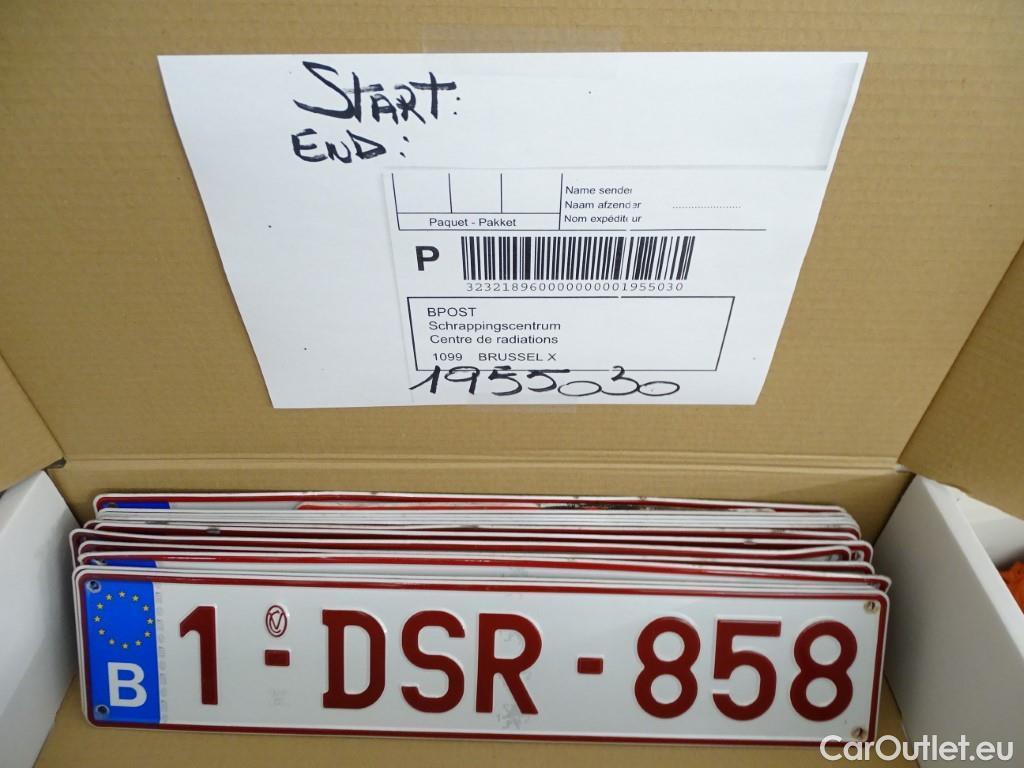 START:
END:
Name sender
Naam afzender
Nom expéditeur
Paquet - Pakket
P
323218960000000001955030
BPOST
Schrappingscentrum
Centre de radiations
1099 BRUSSEL X
1955030
B 1-DSR-858
CarOutlet.eu